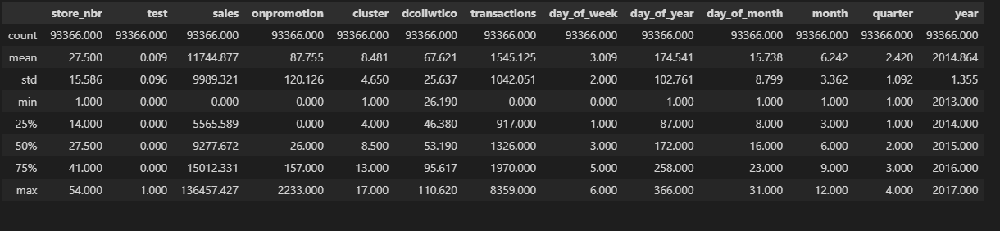 store_nbr test sales onpromotion cluster dcoilwtico transactions day_of_week day_of_year day_of_month month quarter year
count 93366.000 93366.000 93366.000 93366.000 93366.000 93366.000 93366.000 93366.000 93366.000 93366.000 93366.000 93366.000 93366.000
mean 27.500 0.009 11744.877 87.755 8.481 67.621 1545.125 3.009 174.541 15.738 6.242 2.420 2014.864
std 15.586 0.096 9989.321 120.126 4.650 25.637 1042.051 2.000 102.761 8.799 3.362 1.092 1.355
min 1.000 0.000 0.000 0.000 1.000 26.190 0.000 0.000 1.000 1.000 1.000 1.000 2013.000
25% 14.000 0.000 5565.589 0.000 4.000 46.380 917.000 1.000 87.000 8.000 3.000 1.000 2014.000
50% 27.500 0.000 9277.672 26.000 8.500 53.190 1326.000 3.000 172.000 16.000 6.000 2.000 2015.000
75% 41.000 0.000 15012.331 157.000 13.000 95.617 1970.000 5.000 258.000 23.000 9.000 3.000 2016.000
max 54.000 1.000 136457.427 2233.000 17.000 110.620 8359.000 6.000 366.000 31.000 12.000 4.000 2017.000